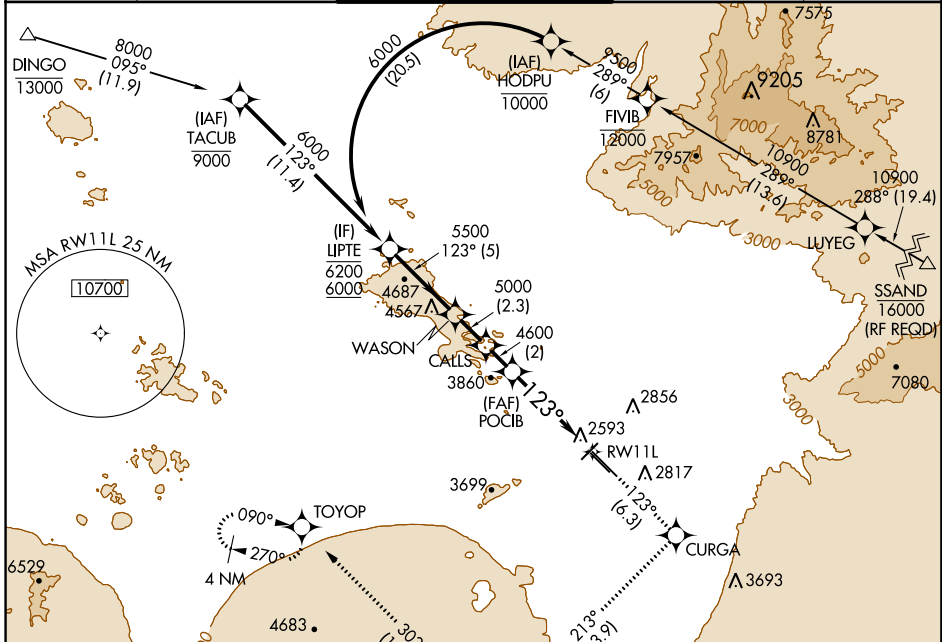 7575
DINGO
13000
8000
095°
(11.9)
6000
(20.5)
(IAF)
HODPU
10000
9500
289°
(6)
9205
FIVIB
12000
7000
8781
(IAF)
TACUB
9000
6000
123°
(11.4)
7957
5000
10900
289°
(13.6)
10900
288° (19.4)
3000
LUYEG
MSA RW11L 25 NM
10700
(IF)
LIPTE
6200
6000
5500
123° (5)
4687
4567
5000
(2.3)
SSAND
16000
(RF REQD)
WASON
CALLS
4600
(2)
3860
(FAF)
POCIB
123°
5000
7080
3000
2856
2593
RW11L
2817
3699
123°
(6.3)
090°
TOYOP
270°
4 NM
CURGA
6529
3693
4683
213°